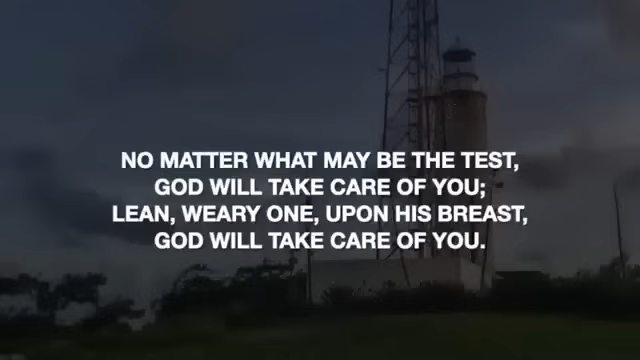 NO MATTER WHAT MAY BE THE TEST,
GOD WILL TAKE CARE OF YOU;
LEAN, WEARY ONE, UPON HIS BREAST,
GOD WILL TAKE CARE OF YOU.